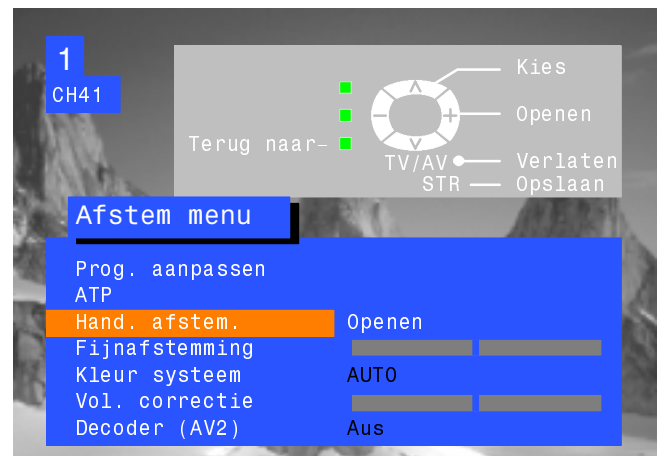 1
CH41
Kies
Openen
Terug naar-
TV/AV Verlaten
STR Opslaan
Afstem menu
Prog. aanpassen
ATP
Hand. afstem. Openen
Fijnafstemming
Kleur systeem AUTO
Vol. correctie
Decoder (AV2) Aus